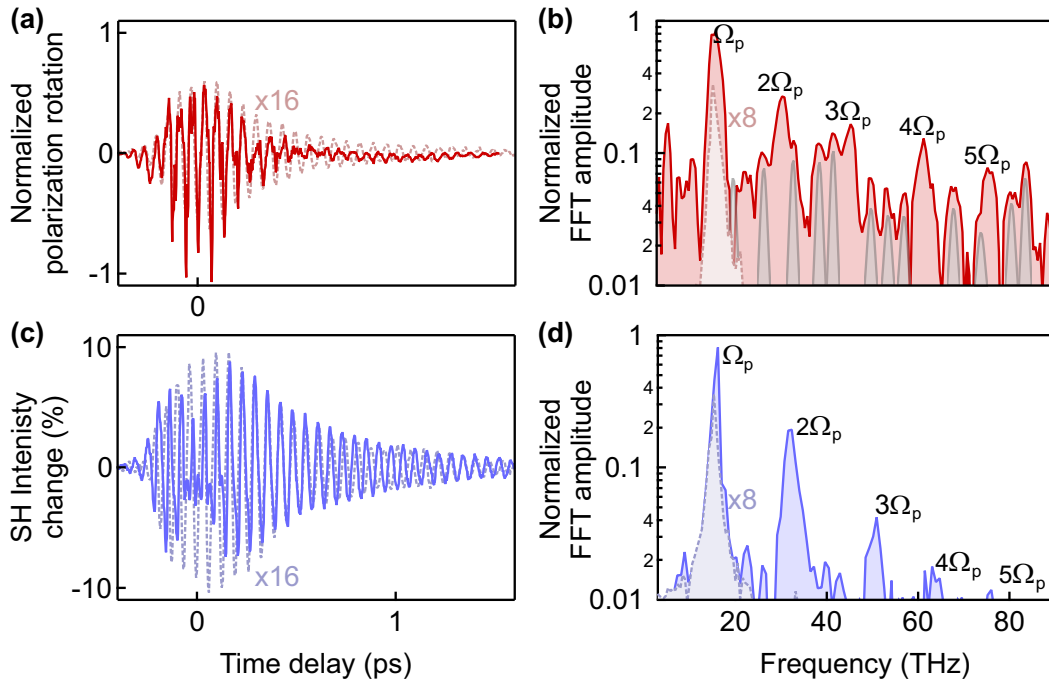 (a)
1
0
-1
Normalized
polarization rotation
x16
0
(b)
1
4
2
0.1
4
2
0.01
Normalized
FFT amplitude
Ωp
x8
2Ωp
3Ωp
4Ωp
5Ωp
(c)
10
0
-10
SH Intenisty
change (%)
x16
0
1
Time delay (ps)
(d)
1
4
2
0.1
4
2
0.01
Normalized
FFT amplitude
Ωp
x8
2Ωp
3Ωp
4Ωp
5Ωp
20
40
60
80
Frequency (THz)